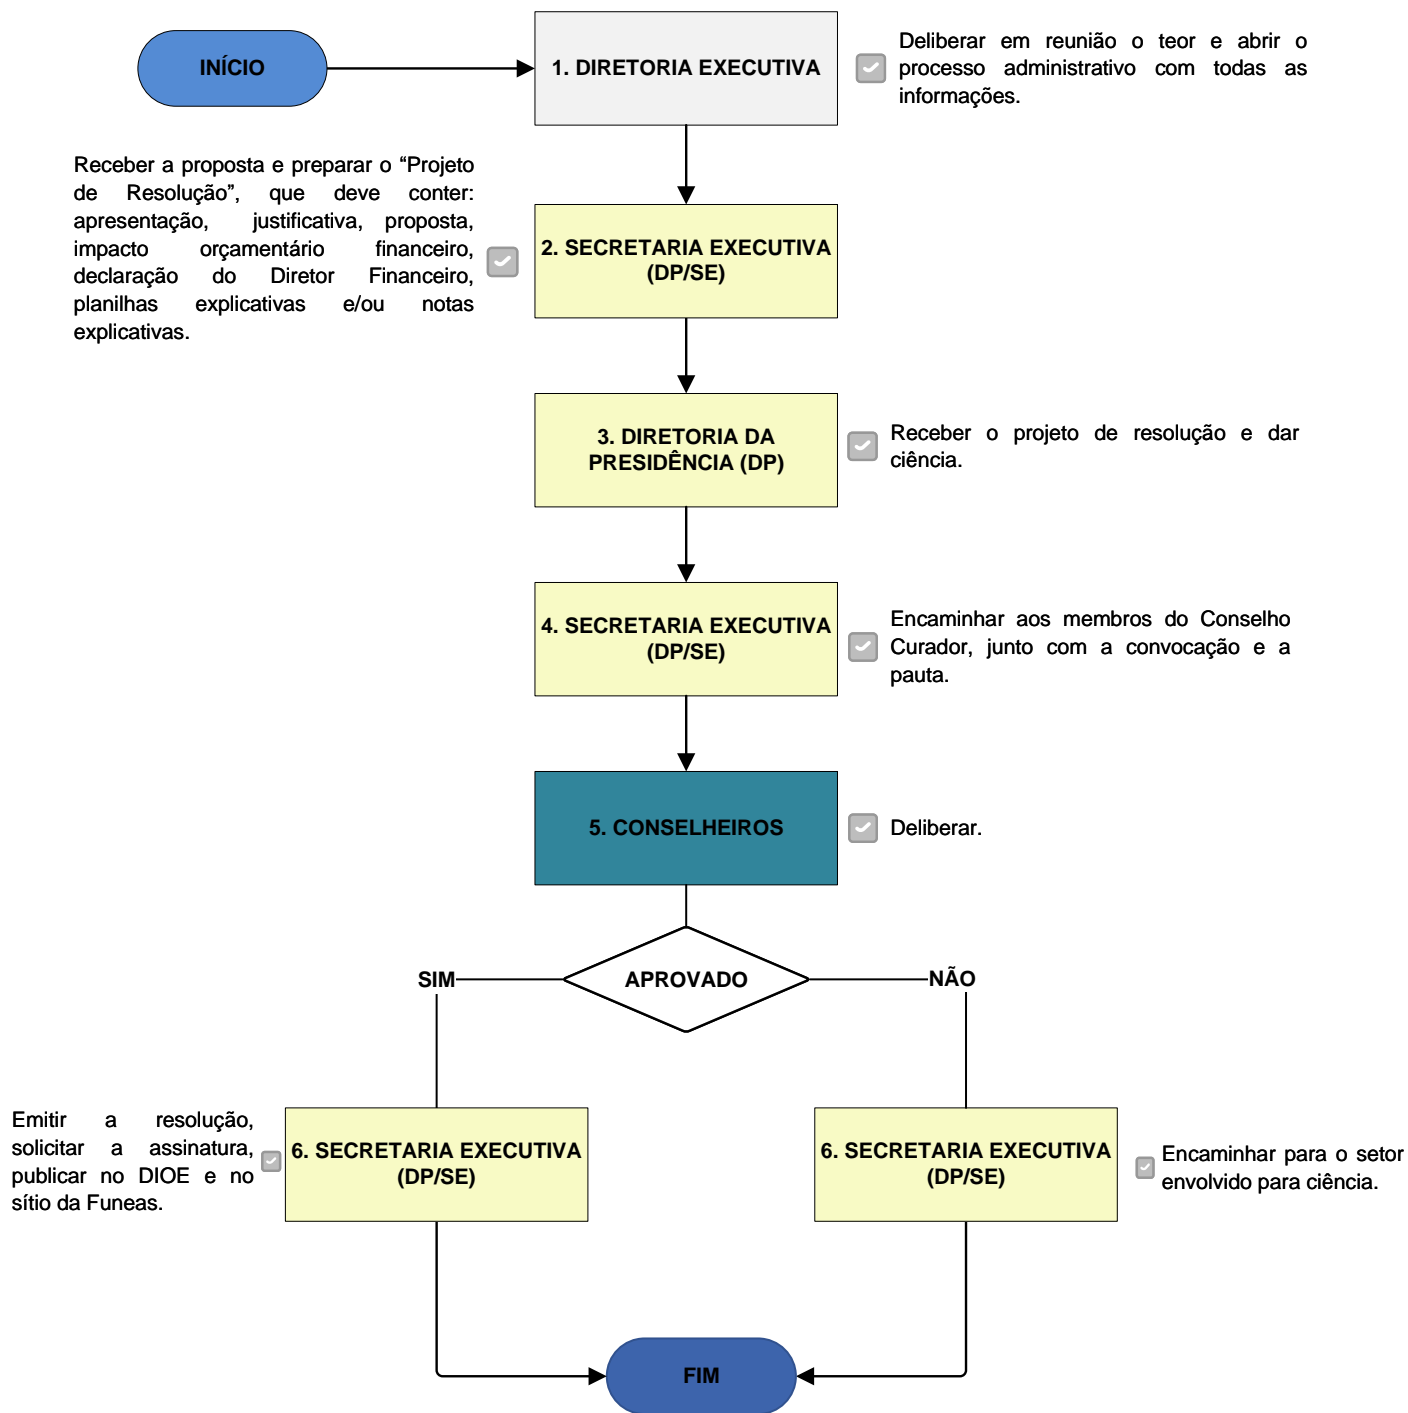 INÍCIO
1. DIRETORIA EXECUTIVA
Deliberar em reunião o teor e abrir o
processo administrativo com todas as
informações.
Receber a proposta e preparar o “Projeto
de Resolução”, que deve conter:
apresentação, justificativa, proposta,
impacto orçamentário financeiro,
declaração do Diretor Financeiro,
planilhas explicativas e/ou notas
explicativas.
2. SECRETARIA EXECUTIVA
(DP/SE)
3. DIRETORIA DA
PRESIDÊNCIA (DP)
Receber o projeto de resolução e dar
ciência.
4. SECRETARIA EXECUTIVA
(DP/SE)
Encaminhar aos membros do Conselho
Curador, junto com a convocação e a
pauta.
5. CONSELHEIROS
Deliberar.
APROVADO
SIM
NÃO
Emitir a resolução,
solicitar a assinatura,
publicar no DIOE e no
sítio da Funeas.
6. SECRETARIA EXECUTIVA
(DP/SE)
6. SECRETARIA EXECUTIVA
(DP/SE)
Encaminhar para o setor
envolvido para ciência.
FIM